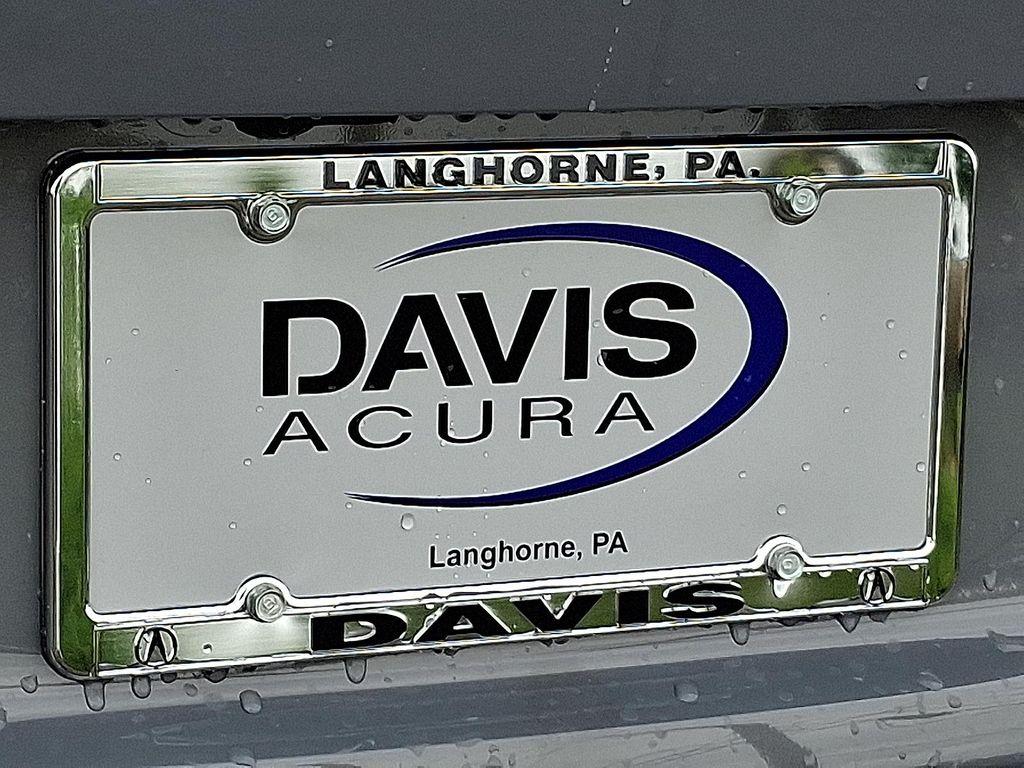 LANGHORNE, PA.
DAVIS
ACURA
Langhorne, PA
DAVIS